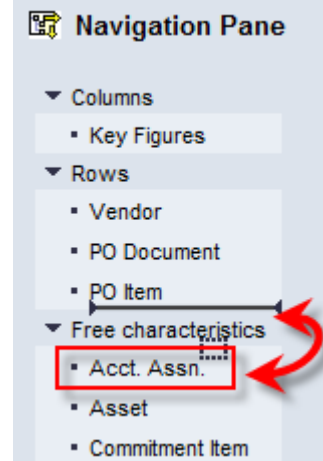 Navigation Pane
Columns
Key Figures
Rows
Vendor
PO Document
PO Item
Free characteristics
Acct. Assn.
Asset
Commitment Item